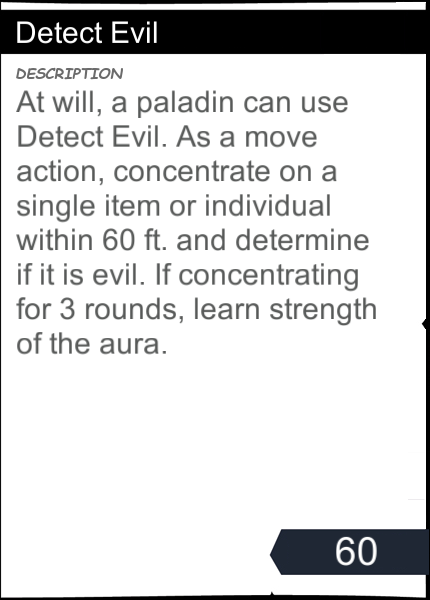 Detect Evil
DESCRIPTION
At will, a paladin can use
Detect Evil. As a move
action, concentrate on a
single item or individual
within 60 ft. and determine
if it is evil. If concentrating
for 3 rounds, learn strength
of the aura.
60